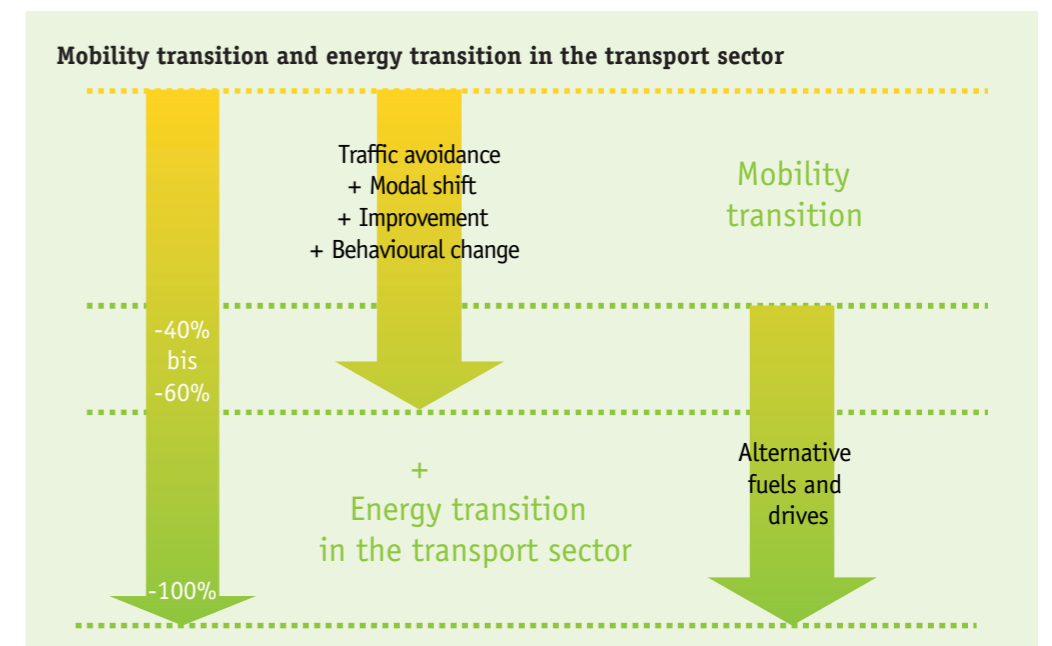 Mobility transition and energy transition in the transport sector
Traffic avoidance
+ Modal shift
+ Improvement
+ Behavioural change
Mobility
transition
-40%
bis
-60%
+
Energy transition
in the transport sector
Alternative
fuels and
drives
-100%